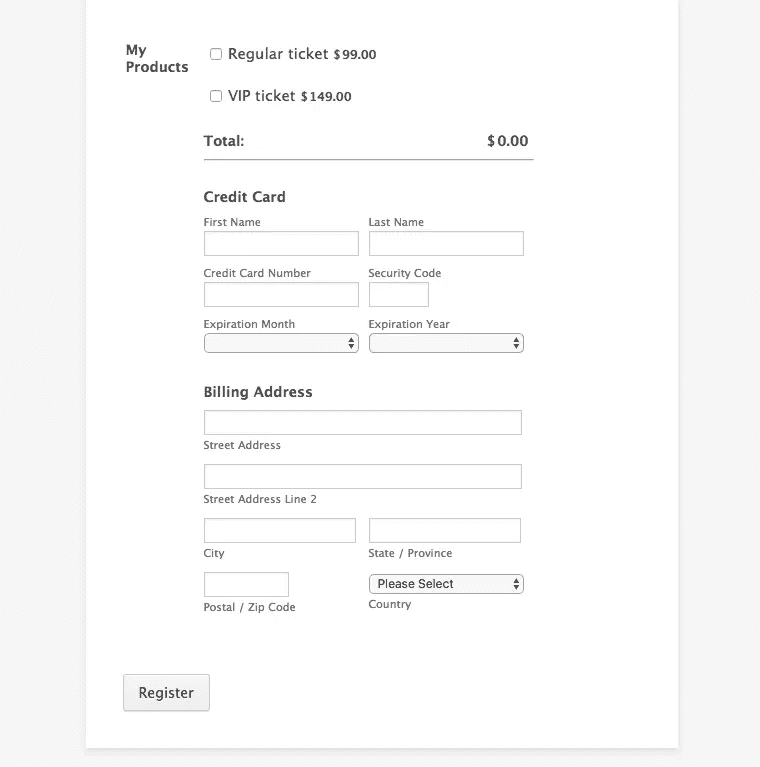 My
Products
Regular ticket $99.00
VIP ticket $149.00
Total: $0.00
Credit Card
First Name Last Name
Credit Card Number Security Code
Expiration Month Expiration Year
Billing Address
Street Address
Street Address Line 2
City State / Province
Please Select
Postal / Zip Code Country
Register